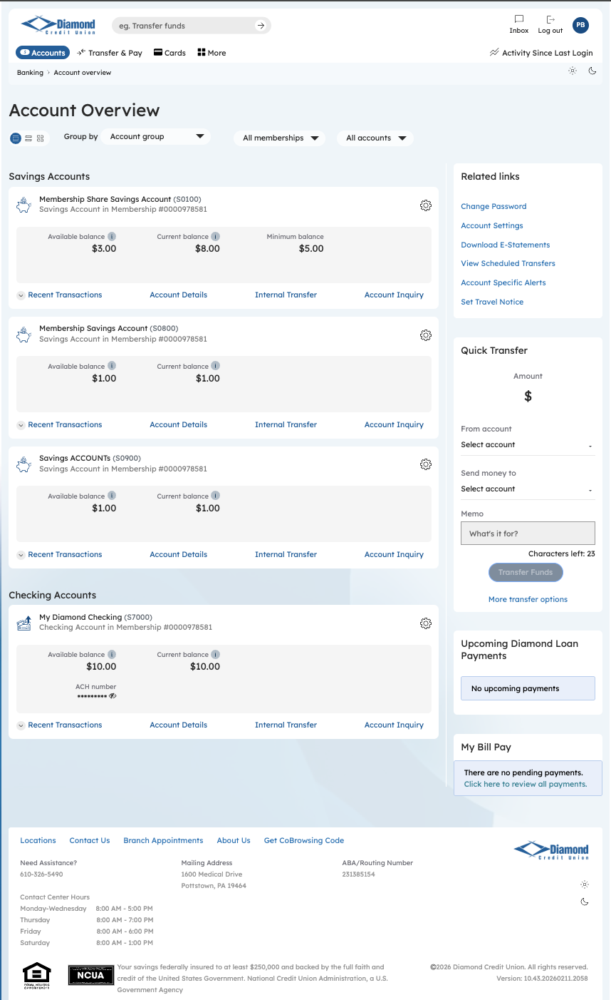 Diamond
Credit Union
eg. Transfer funds
Inbox
Log out
PB
Accounts
Transfer & Pay
Cards
More
Activity Since Last Login
Banking › Account overview
Account Overview
Group by
Account group
All memberships
All accounts
Savings Accounts
Membership Share Savings Account (S0100)
Savings Account in Membership #0000978581
Available balance i
$3.00
Current balance i
$8.00
Minimum balance
$5.00
Recent Transactions
Account Details
Internal Transfer
Account Inquiry
Membership Savings Account (S0800)
Savings Account in Membership #0000978581
Available balance i
$1.00
Current balance i
$1.00
Recent Transactions
Account Details
Internal Transfer
Account Inquiry
Savings ACCOUNTs (S0900)
Savings Account in Membership #0000978581
Available balance i
$1.00
Current balance i
$1.00
Recent Transactions
Account Details
Internal Transfer
Account Inquiry
Checking Accounts
My Diamond Checking (S7000)
Checking Account in Membership #0000978581
Available balance i
$10.00
Current balance i
$10.00
ACH number
*********
Recent Transactions
Account Details
Internal Transfer
Account Inquiry
Related links
Change Password
Account Settings
Download E-Statements
View Scheduled Transfers
Account Specific Alerts
Set Travel Notice
Quick Transfer
Amount
$
From account
Select account
Send money to
Select account
Memo
What's it for?
Characters left: 23
Transfer Funds
More transfer options
Upcoming Diamond Loan
Payments
No upcoming payments
My Bill Pay
There are no pending payments.
Click here to review all payments.
Locations
Contact Us
Branch Appointments
About Us
Get CoBrowsing Code
Diamond
Credit Union
Need Assistance?
610-326-5490
Mailing Address
1600 Medical Drive
Pottstown, PA 19464
ABA/Routing Number
231385154
Contact Center Hours
Monday-Wednesday 8:00 AM - 5:00 PM
Thursday 8:00 AM - 7:00 PM
Friday 8:00 AM - 6:00 PM
Saturday 8:00 AM - 1:00 PM
EQUAL HOUSING
OPPORTUNITY
NCUA
Your savings federally insured to at least $250,000 and backed by the full faith and
credit of the United States Government. National Credit Union Administration, a U.S.
Government Agency
©2026 Diamond Credit Union. All rights reserved.
Version: 10.43.20260211.2058